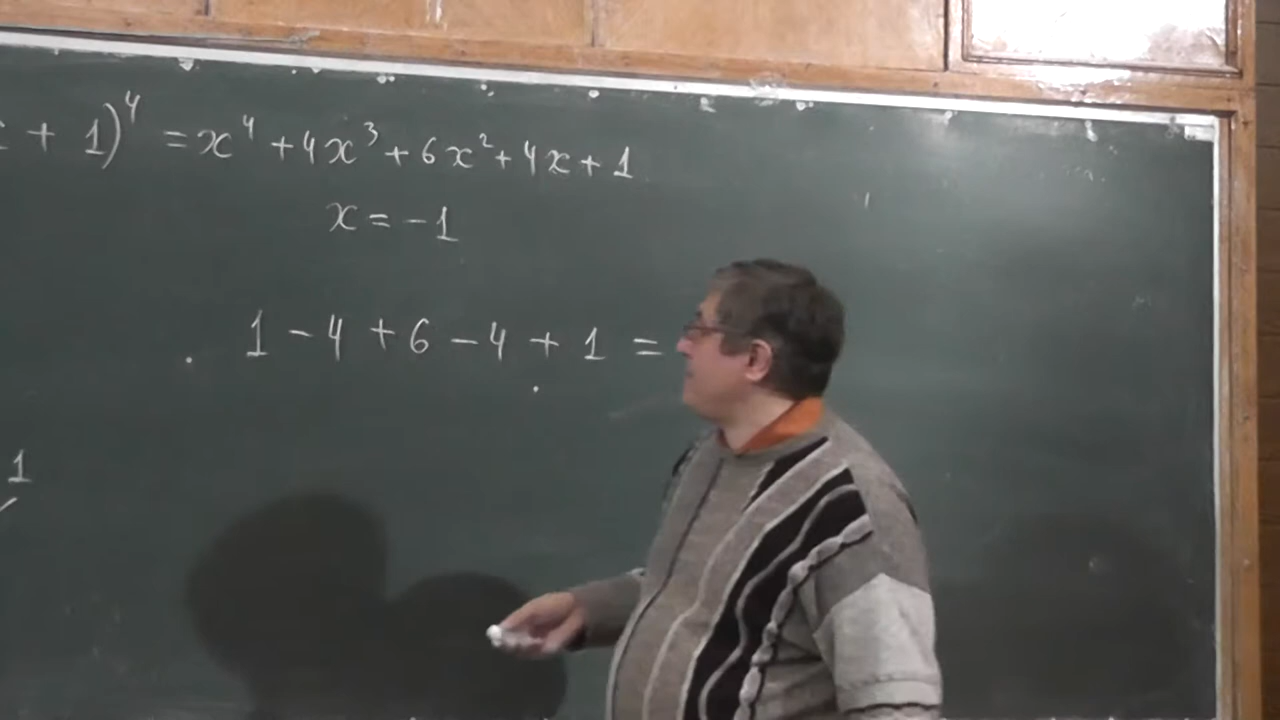 + 1)⁴ = x⁴ + 4x³ + 6x² + 4x + 1
x = -1
1 - 4 + 6 - 4 + 1 =
1